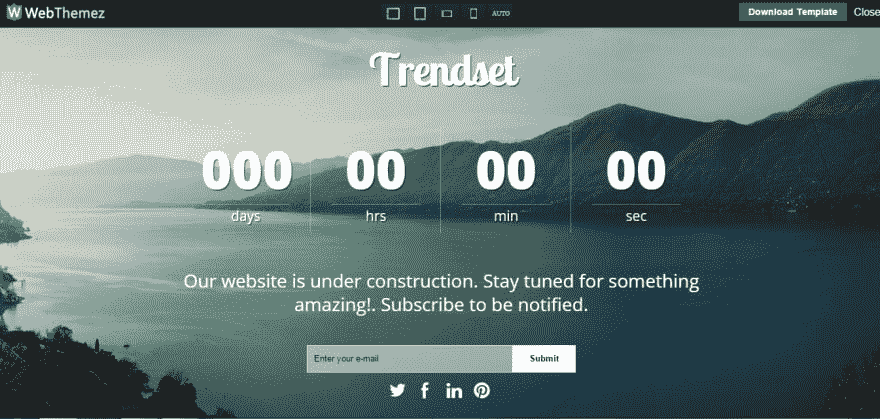 WebThemez
AUTO
Download Template
Close
Trendset
000 00 00 00
days hrs min sec
Our website is under construction. Stay tuned for something
amazing!. Subscribe to be notified.
Enter your e-mail
Submit